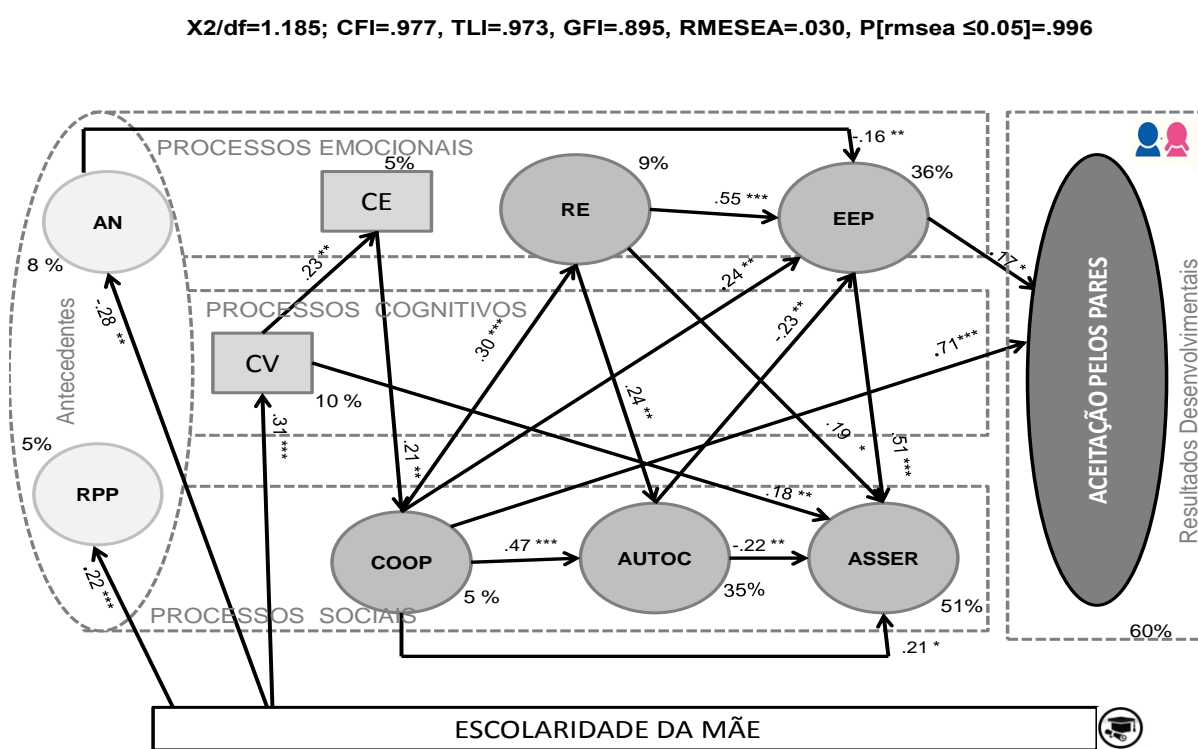 X2/df=1.185; CFI=.977, TLI=.973, GFI=.895, RMESEA=.030, P[rmsea ≤0.05]=.996
PROCESSOS EMOCIONAIS
-.16 **
5%
9%
36%
CE
RE
EEP
AN
.55 ***
8 %
.23 **
.24 **
.17 *
-.28 **
Antecedentes
PROCESSOS COGNITIVOS
.30 ***
-.23 **
.71***
CV
10 %
.24 **
.31 ***
.21 **
.19 *
.51 ***
.18 **
5%
RPP
COOP
.47 ***
AUTOC
-.22 **
ASSER
5 %
35%
51%
.22 ***
PROCESSOS SOCIAIS
.21 *
ACEITAÇÃO PELOS PARES
Resultados Desenvolvimentais
60%
ESCOLARIDADE DA MÃE